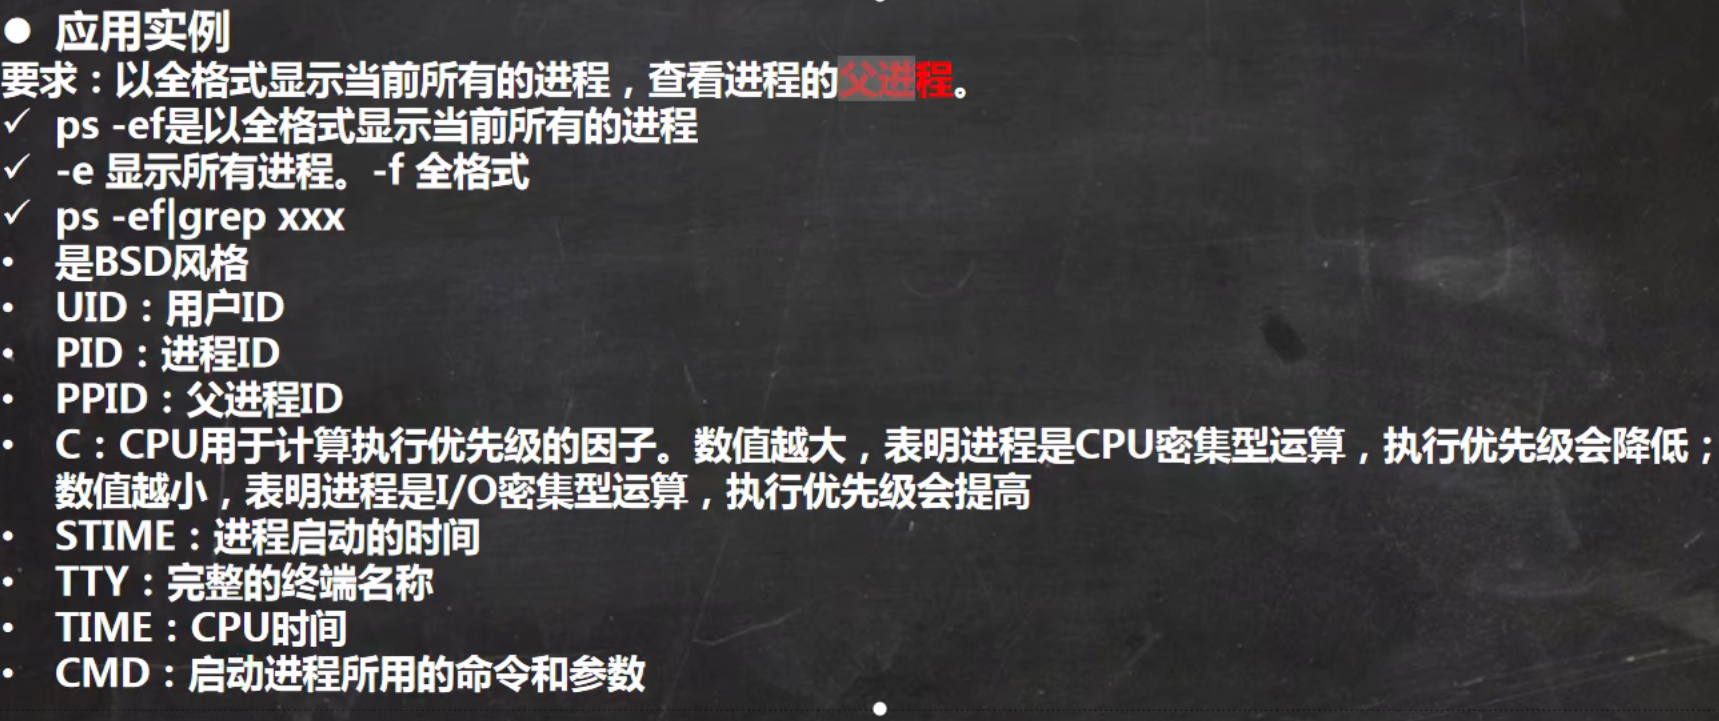 ● 应用实例
要求：以全格式显示当前所有的进程，查看进程的父进程。
✓ ps -ef是以全格式显示当前所有的进程
✓ -e 显示所有进程。-f 全格式
✓ ps -ef|grep xxx
• 是BSD风格
• UID：用户ID
• PID：进程ID
• PPID：父进程ID
• C：CPU用于计算执行优先级的因子。数值越大，表明进程是CPU密集型运算，执行优先级会降低；
数值越小，表明进程是I/O密集型运算，执行优先级会提高
• STIME：进程启动的时间
• TTY：完整的终端名称
• TIME：CPU时间
• CMD：启动进程所用的命令和参数